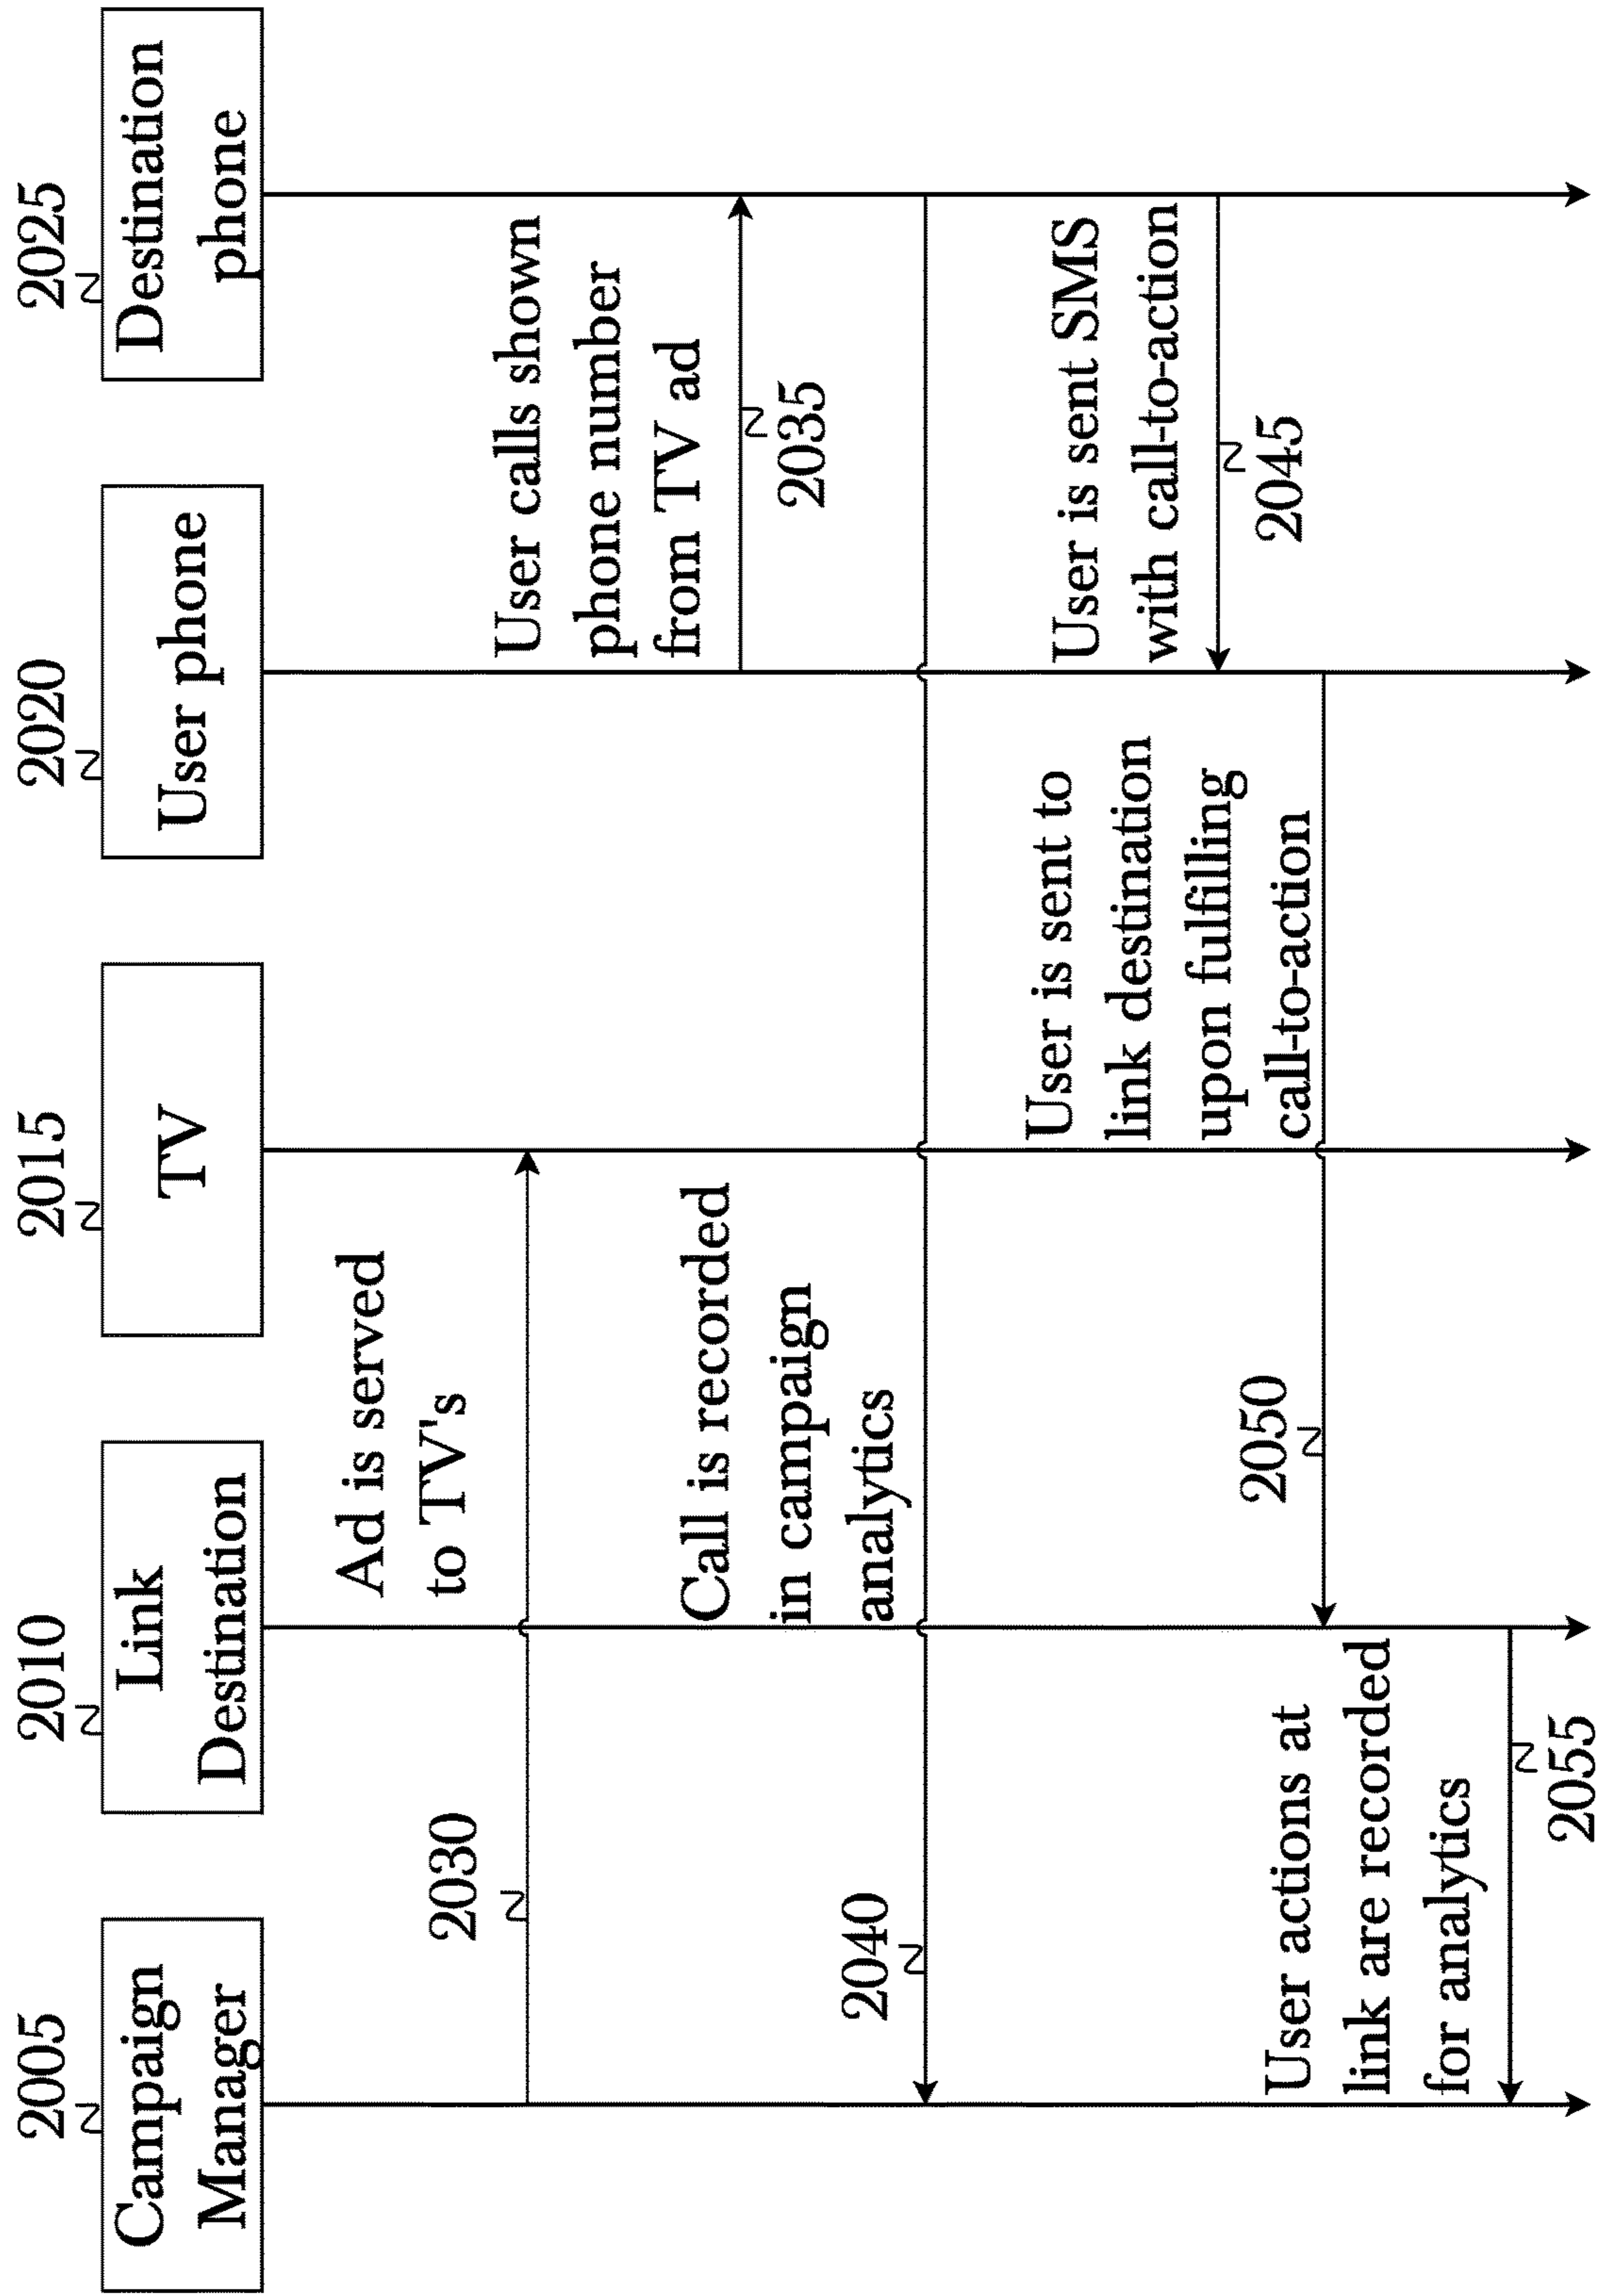 2005
Campaign
Manager
2010
Link
Destination
2015
TV
2020
User phone
2025
Destination
phone
Ad is served
to TV's
2030
User calls shown
phone number
from TV ad
2035
Call is recorded
in campaign
analytics
2040
User is sent SMS
with call-to-action
2045
User is sent to
link destination
upon fulfilling
call-to-action
2050
User actions at
link are recorded
for analytics
2055